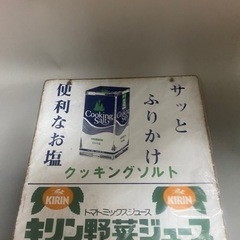 サッと
ふりかけ
便利なお塩
Cooking
Salt
クッキングソルト
KIRIN
KIRIN
トマトミックスジュース
キリン野菜ジュース